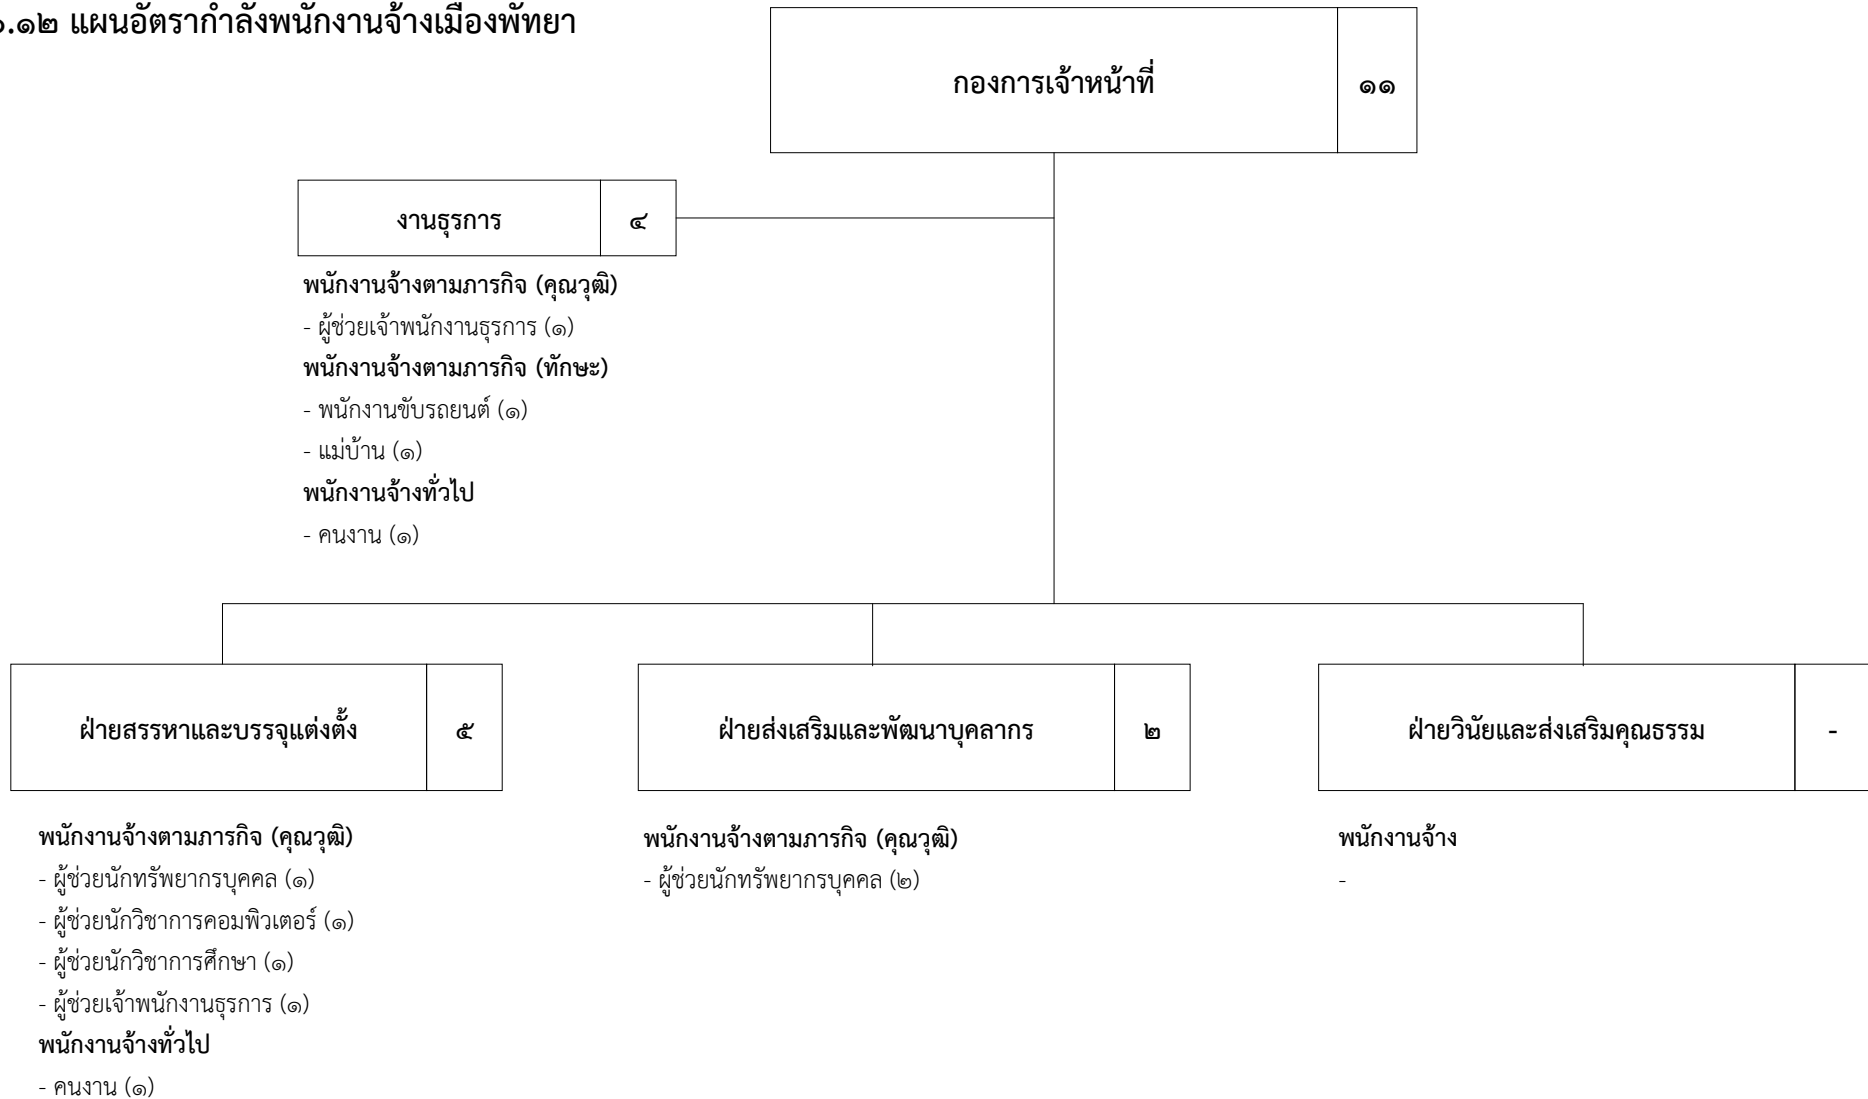 .๑๒ แผนอัตรากำลังพนักงานจ้างเมืองพัทยา
กองการเจ้าหน้าที่ ๑๑
งานธุรการ ๔
พนักงานจ้างตามภารกิจ (คุณวุฒิ)
- ผู้ช่วยเจ้าพนักงานธุรการ (๑)
พนักงานจ้างตามภารกิจ (ทักษะ)
- พนักงานขับรถยนต์ (๑)
- แม่บ้าน (๑)
พนักงานจ้างทั่วไป
- คนงาน (๑)
ฝ่ายสรรหาและบรรจุแต่งตั้ง ๕
พนักงานจ้างตามภารกิจ (คุณวุฒิ)
- ผู้ช่วยนักทรัพยากรบุคคล (๑)
- ผู้ช่วยนักวิชาการคอมพิวเตอร์ (๑)
- ผู้ช่วยนักวิชาการศึกษา (๑)
- ผู้ช่วยเจ้าพนักงานธุรการ (๑)
พนักงานจ้างทั่วไป
- คนงาน (๑)
ฝ่ายส่งเสริมและพัฒนาบุคลากร ๒
พนักงานจ้างตามภารกิจ (คุณวุฒิ)
- ผู้ช่วยนักทรัพยากรบุคคล (๒)
ฝ่ายวินัยและส่งเสริมคุณธรรม -
พนักงานจ้าง
-